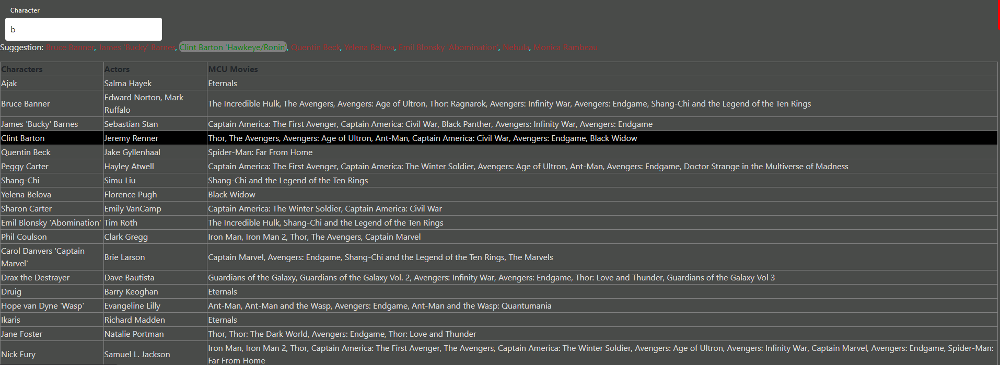 Character
b
Suggestion: Bruce Banner, James 'Bucky' Barnes, Clint Barton 'Hawkeye/Ronin', Quentin Beck, Yelena Belova, Emil Blonsky 'Abomination', Nebula, Monica Rambeau
Characters Actors MCU Movies
Ajak Salma Hayek Eternals
Bruce Banner Edward Norton, Mark Ruffalo The Incredible Hulk, The Avengers, Avengers: Age of Ultron, Thor: Ragnarok, Avengers: Infinity War, Avengers: Endgame, Shang-Chi and the Legend of the Ten Rings
James 'Bucky' Barnes Sebastian Stan Captain America: The First Avenger, Captain America: Civil War, Black Panther, Avengers: Infinity War, Avengers: Endgame
Clint Barton Jeremy Renner Thor, The Avengers, Avengers: Age of Ultron, Ant-Man, Captain America: Civil War, Avengers: Endgame, Black Widow
Quentin Beck Jake Gyllenhaal Spider-Man: Far From Home
Peggy Carter Hayley Atwell Captain America: The First Avenger, Captain America: The Winter Soldier, Avengers: Age of Ultron, Ant-Man, Avengers: Endgame, Doctor Strange in the Multiverse of Madness
Shang-Chi Simu Liu Shang-Chi and the Legend of the Ten Rings
Yelena Belova Florence Pugh Black Widow
Sharon Carter Emily VanCamp Captain America: The Winter Soldier, Captain America: Civil War
Emil Blonsky 'Abomination' Tim Roth The Incredible Hulk, Shang-Chi and the Legend of the Ten Rings
Phil Coulson Clark Gregg Iron Man, Iron Man 2, Thor, The Avengers, Captain Marvel
Carol Danvers 'Captain Marvel' Brie Larson Captain Marvel, Avengers: Endgame, Shang-Chi and the Legend of the Ten Rings, The Marvels
Drax the Destrayer Dave Bautista Guardians of the Galaxy, Guardians of the Galaxy Vol. 2, Avengers: Infinity War, Avengers: Endgame, Thor: Love and Thunder, Guardians of the Galaxy Vol 3
Druig Barry Keoghan Eternals
Hope van Dyne 'Wasp' Evangeline Lilly Ant-Man, Ant-Man and the Wasp, Avengers: Endgame, Ant-Man and the Wasp: Quantumania
Ikaris Richard Madden Eternals
Jane Foster Natalie Portman Thor, Thor: The Dark World, Avengers: Endgame, Thor: Love and Thunder
Nick Fury Samuel L. Jackson Iron Man, Iron Man 2, Thor, Captain America: The First Avenger, The Avengers, Captain America: The Winter Soldier, Avengers: Age of Ultron, Avengers: Infinity War, Captain Marvel, Avengers: Endgame, Spider-Man:
Far From Home